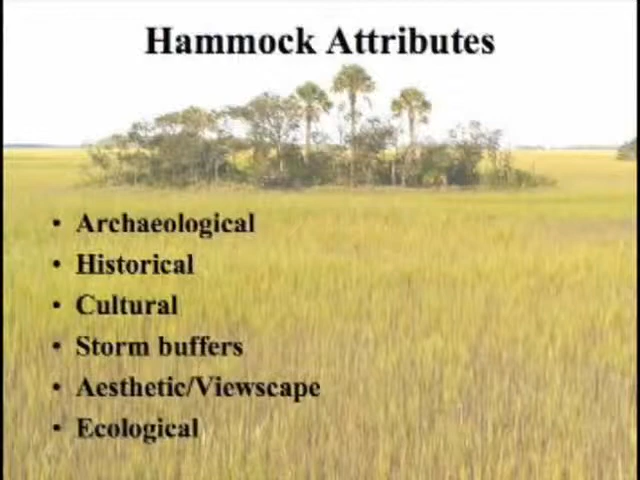 Hammock Attributes
• Archaeological
• Historical
• Cultural
• Storm buffers
• Aesthetic/Viewscape
• Ecological